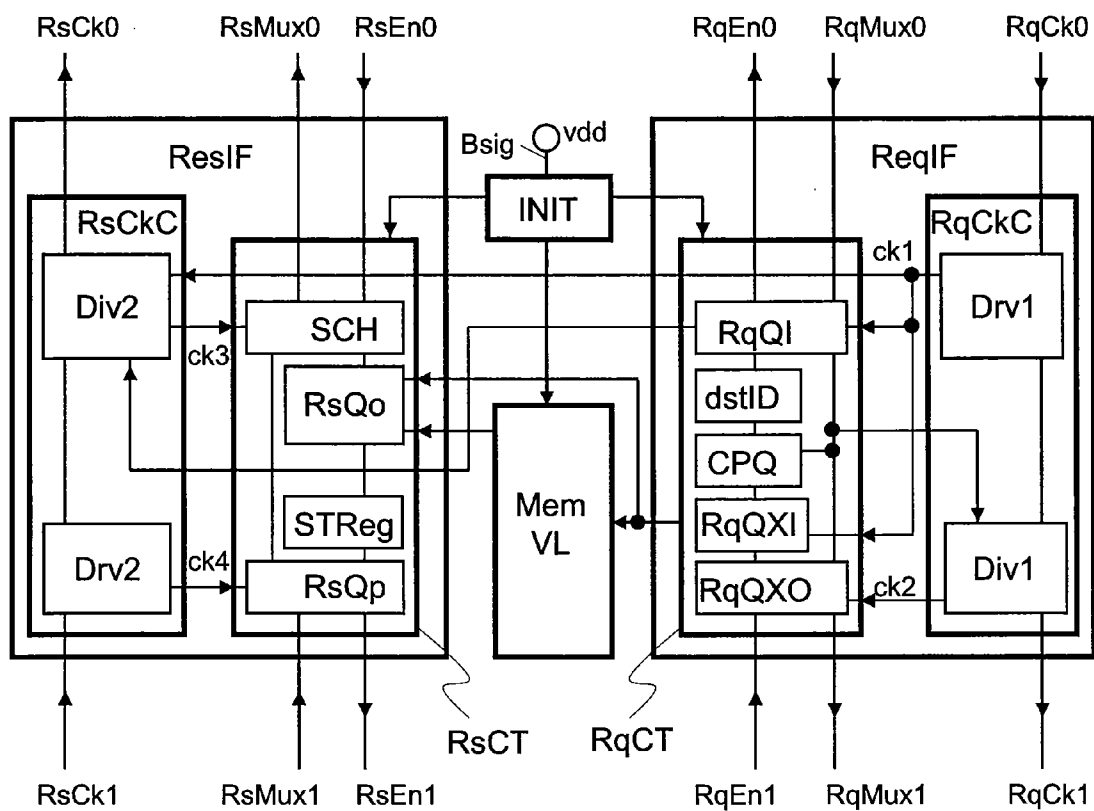 RsCk0
RsMux0
RsEn0
RqEn0
RqMux0
RqCk0
ResIF
Bsig
vdd
ReqIF
RsCkC
INIT
RqCkC
ck1
Div2
SCH
RqQI
Drv1
ck3
RsQo
dstID
CPQ
Mem
VL
STReg
RqQXI
Drv2
ck4
RsQp
RqQXO
ck2
Div1
RsCT
RqCT
RsCk1
RsMux1
RsEn1
RqEn1
RqMux1
RqCk1